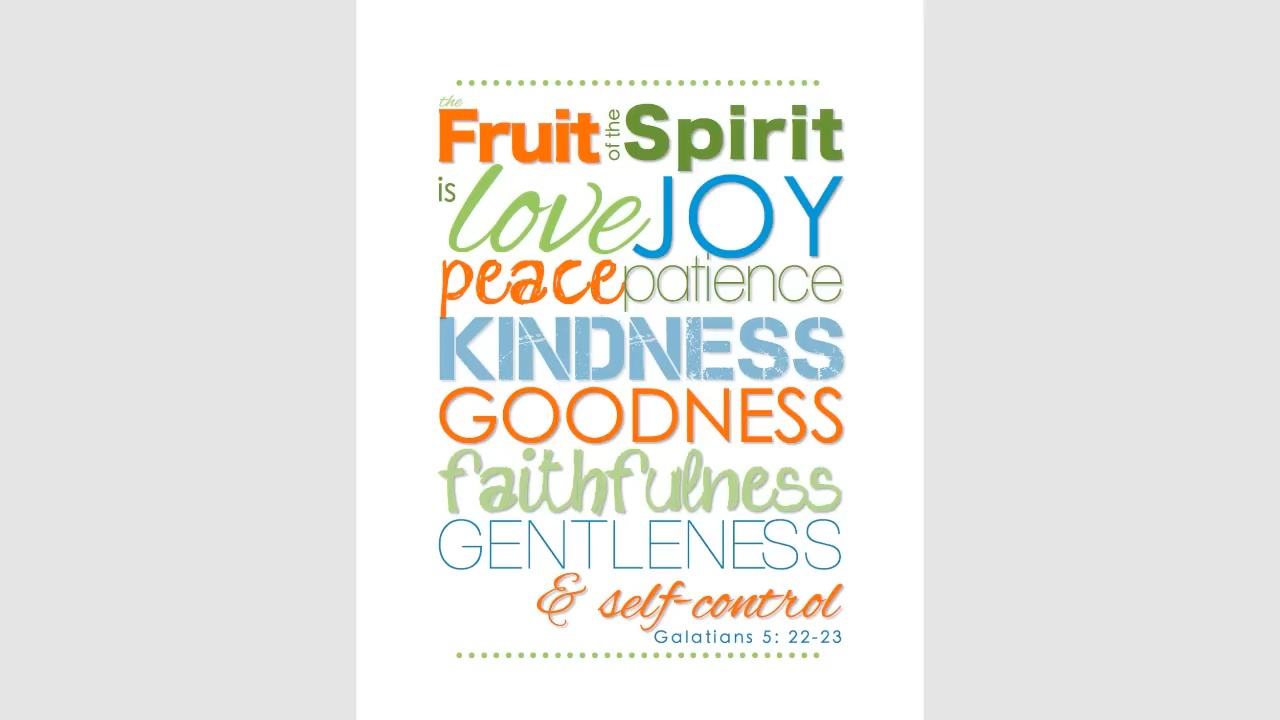 the
Fruit of the Spirit
is love JOY
peace patience
KINDNESS
GOODNESS
faithfulness
GENTLENESS
& self-control
Galatians 5: 22-23